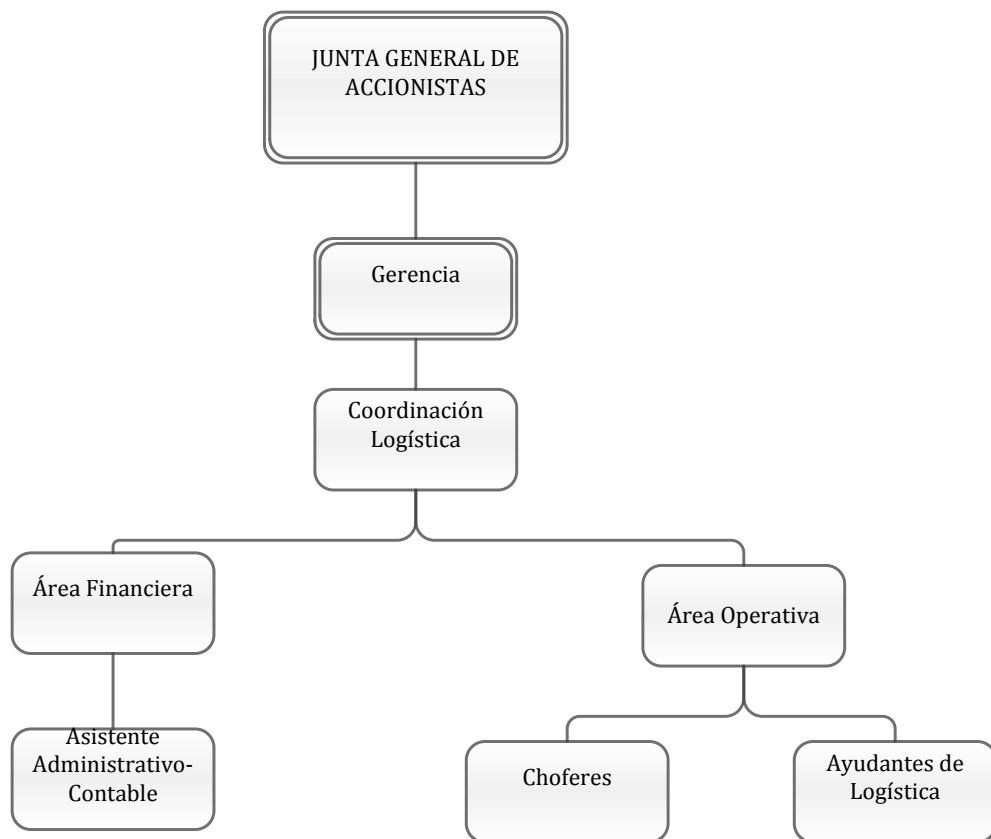 JUNTA GENERAL DE
ACCIONISTAS
Gerencia
Coordinación
Logística
Área Financiera
Área Operativa
Asistente
Administrativo-
Contable
Choferes
Ayudantes de
Logística